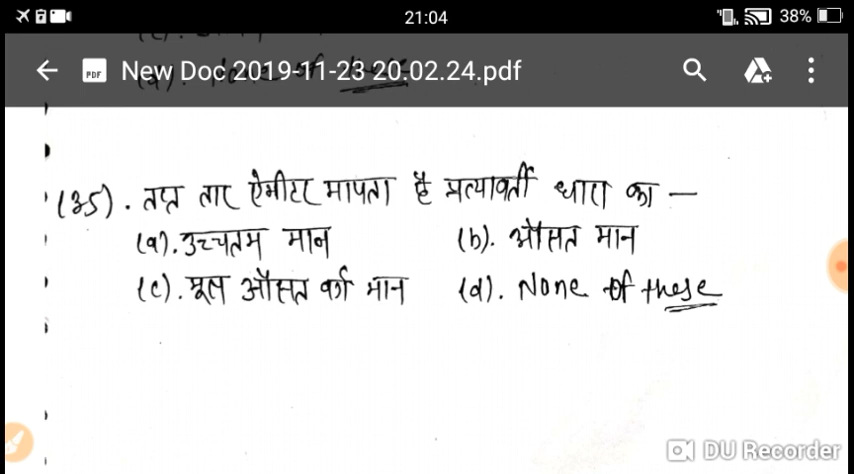 21:04
38%
New Doc 2019-11-23 20.02.24.pdf
(35). तप्त तार ऐमीटर मापता है प्रत्यावर्ती धारा का —
(a). उच्चतम मान
(b). औसत मान
(c). मूल औसत वर्ग मान
(d). None of these
DU Recorder